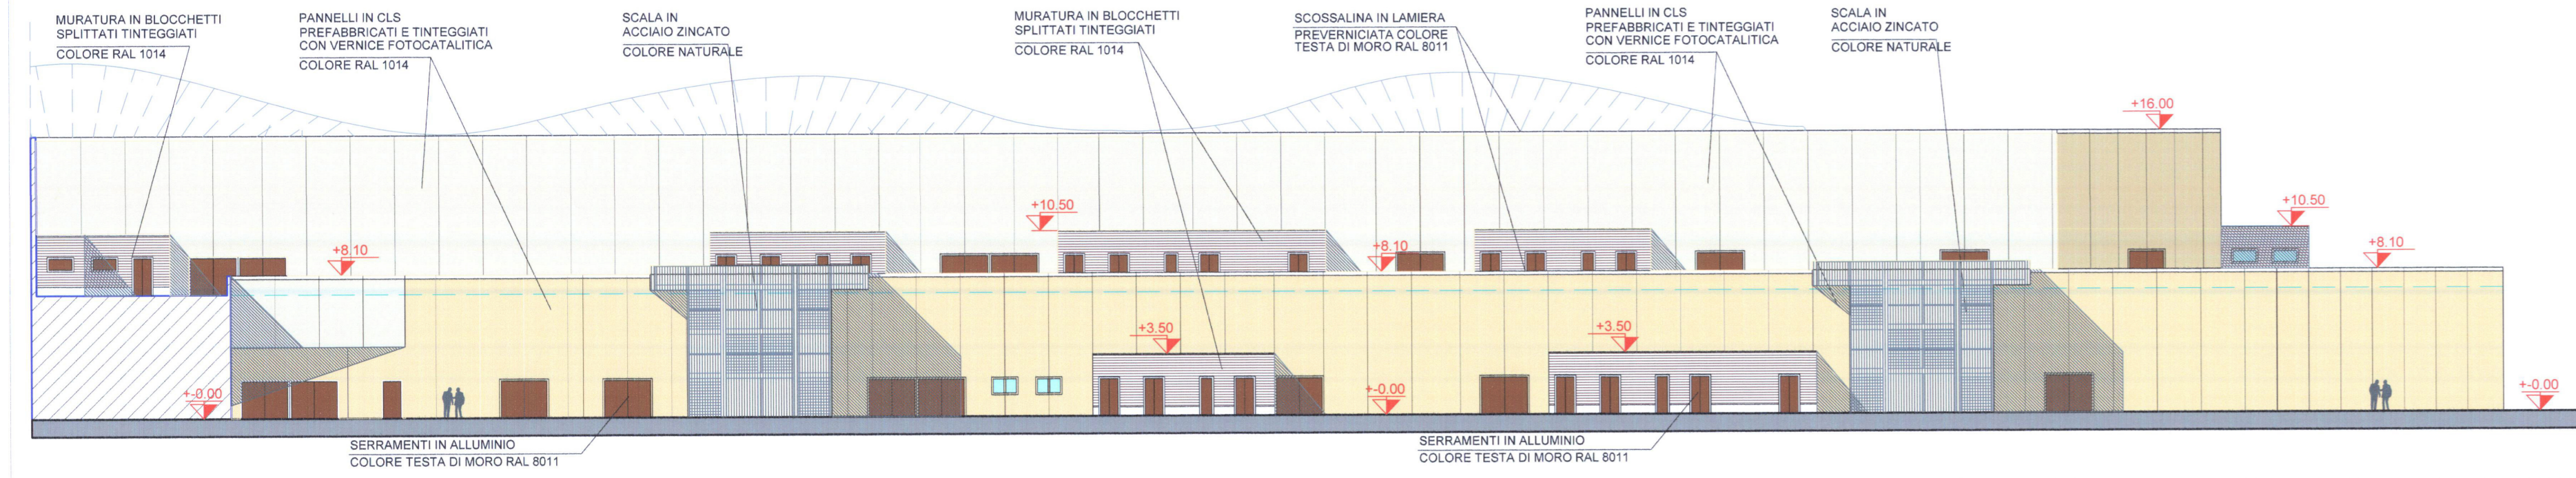 MURATURA IN BLOCCHETTI
SPLITTATI TINTEGGIATI
COLORE RAL 1014
PANNELLI IN CLS
PREFABBRICATI E TINTEGGIATI
CON VERNICE FOTOCATALITICA
COLORE RAL 1014
SCALA IN
ACCIAIO ZINCATO
COLORE NATURALE
MURATURA IN BLOCCHETTI
SPLITTATI TINTEGGIATI
COLORE RAL 1014
SCOSSALINA IN LAMIERA
PREVERNICIATA COLORE
TESTA DI MORO RAL 8011
PANNELLI IN CLS
PREFABBRICATI E TINTEGGIATI
CON VERNICE FOTOCATALITICA
COLORE RAL 1014
SCALA IN
ACCIAIO ZINCATO
COLORE NATURALE
+16.00
+10.50
+10.50
+8.10
+8.10
+8.10
+3.50
+3.50
+-0.00
+-0.00
+-0.00
SERRAMENTI IN ALLUMINIO
COLORE TESTA DI MORO RAL 8011
SERRAMENTI IN ALLUMINIO
COLORE TESTA DI MORO RAL 8011